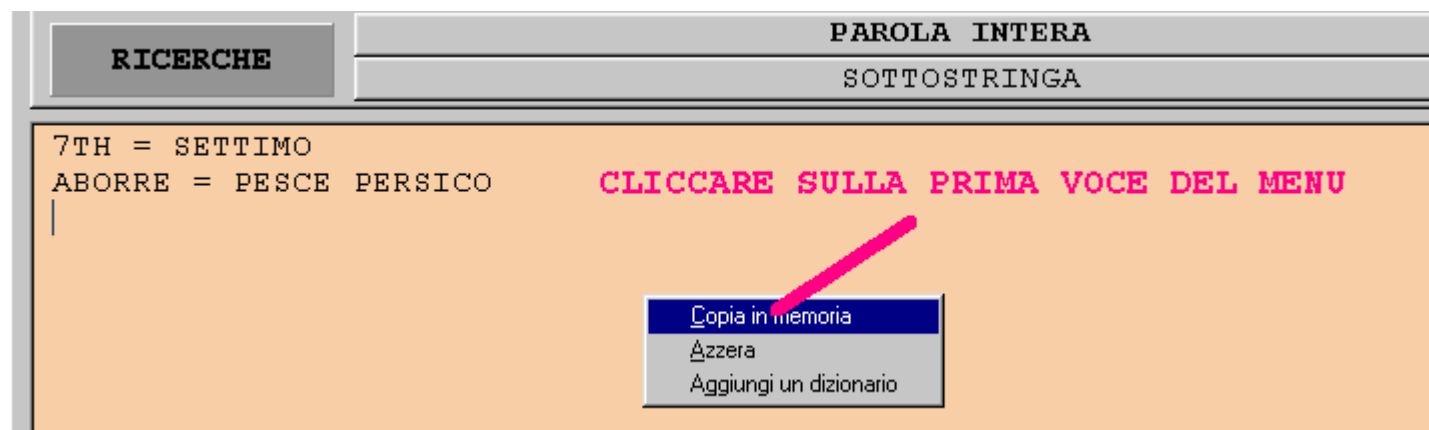 RICERCHE
PAROLA INTERA
SOTTOSTRINGA
7TH = SETTIMO
ABORRE = PESCE PERSICO
CLICCARE SULLA PRIMA VOCE DEL MENU
Copia in memoria
Azzera
Aggiungi un dizionario